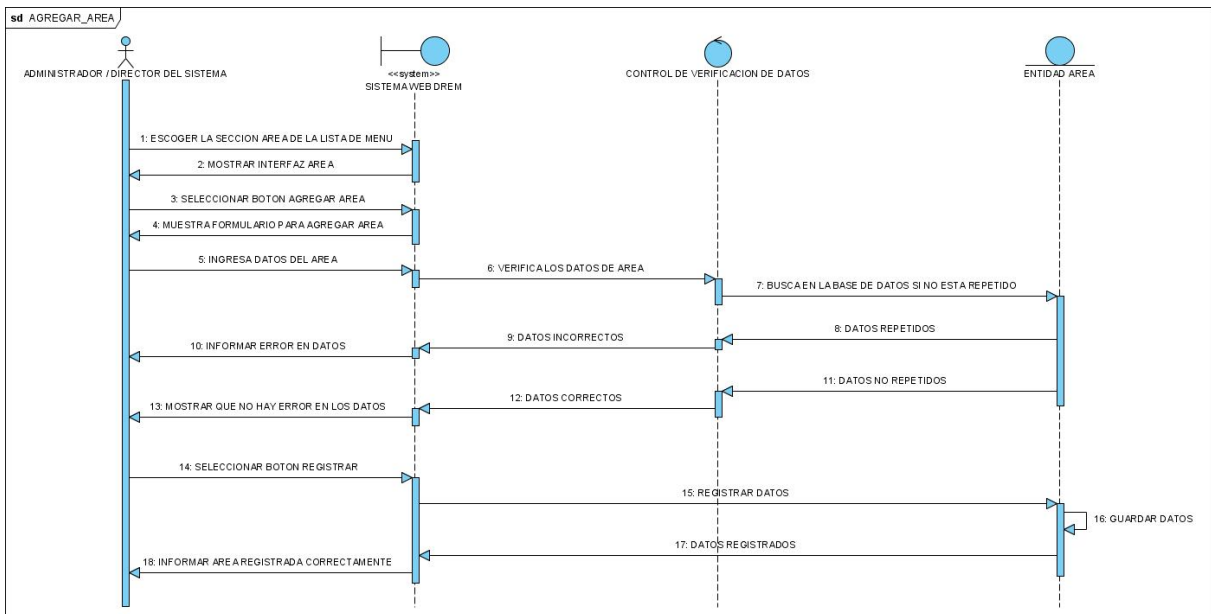 sd AGREGAR_AREA
ADMINISTRADOR / DIRECTOR DEL SISTEMA
<<system>>
SISTEMA WEB DREM
CONTROL DE VERIFICACION DE DATOS
ENTIDAD AREA
1: ESCOGER LA SECCION AREA DE LA LISTA DE MENU
2: MOSTRAR INTERFAZ AREA
3: SELECCIONAR BOTON AGREGAR AREA
4: MUESTRA FORMULARIO PARA AGREGAR AREA
5: INGRESA DATOS DEL AREA
6: VERIFICA LOS DATOS DE AREA
7: BUSCA EN LA BASE DE DATOS SI NO ESTA REPETIDO
8: DATOS REPETIDOS
9: DATOS INCORRECTOS
10: INFORMAR ERROR EN DATOS
11: DATOS NO REPETIDOS
12: DATOS CORRECTOS
13: MOSTRAR QUE NO HAY ERROR EN LOS DATOS
14: SELECCIONAR BOTON REGISTRAR
15: REGISTRAR DATOS
16: GUARDAR DATOS
17: DATOS REGISTRADOS
18: INFORMAR AREA REGISTRADA CORRECTAMENTE